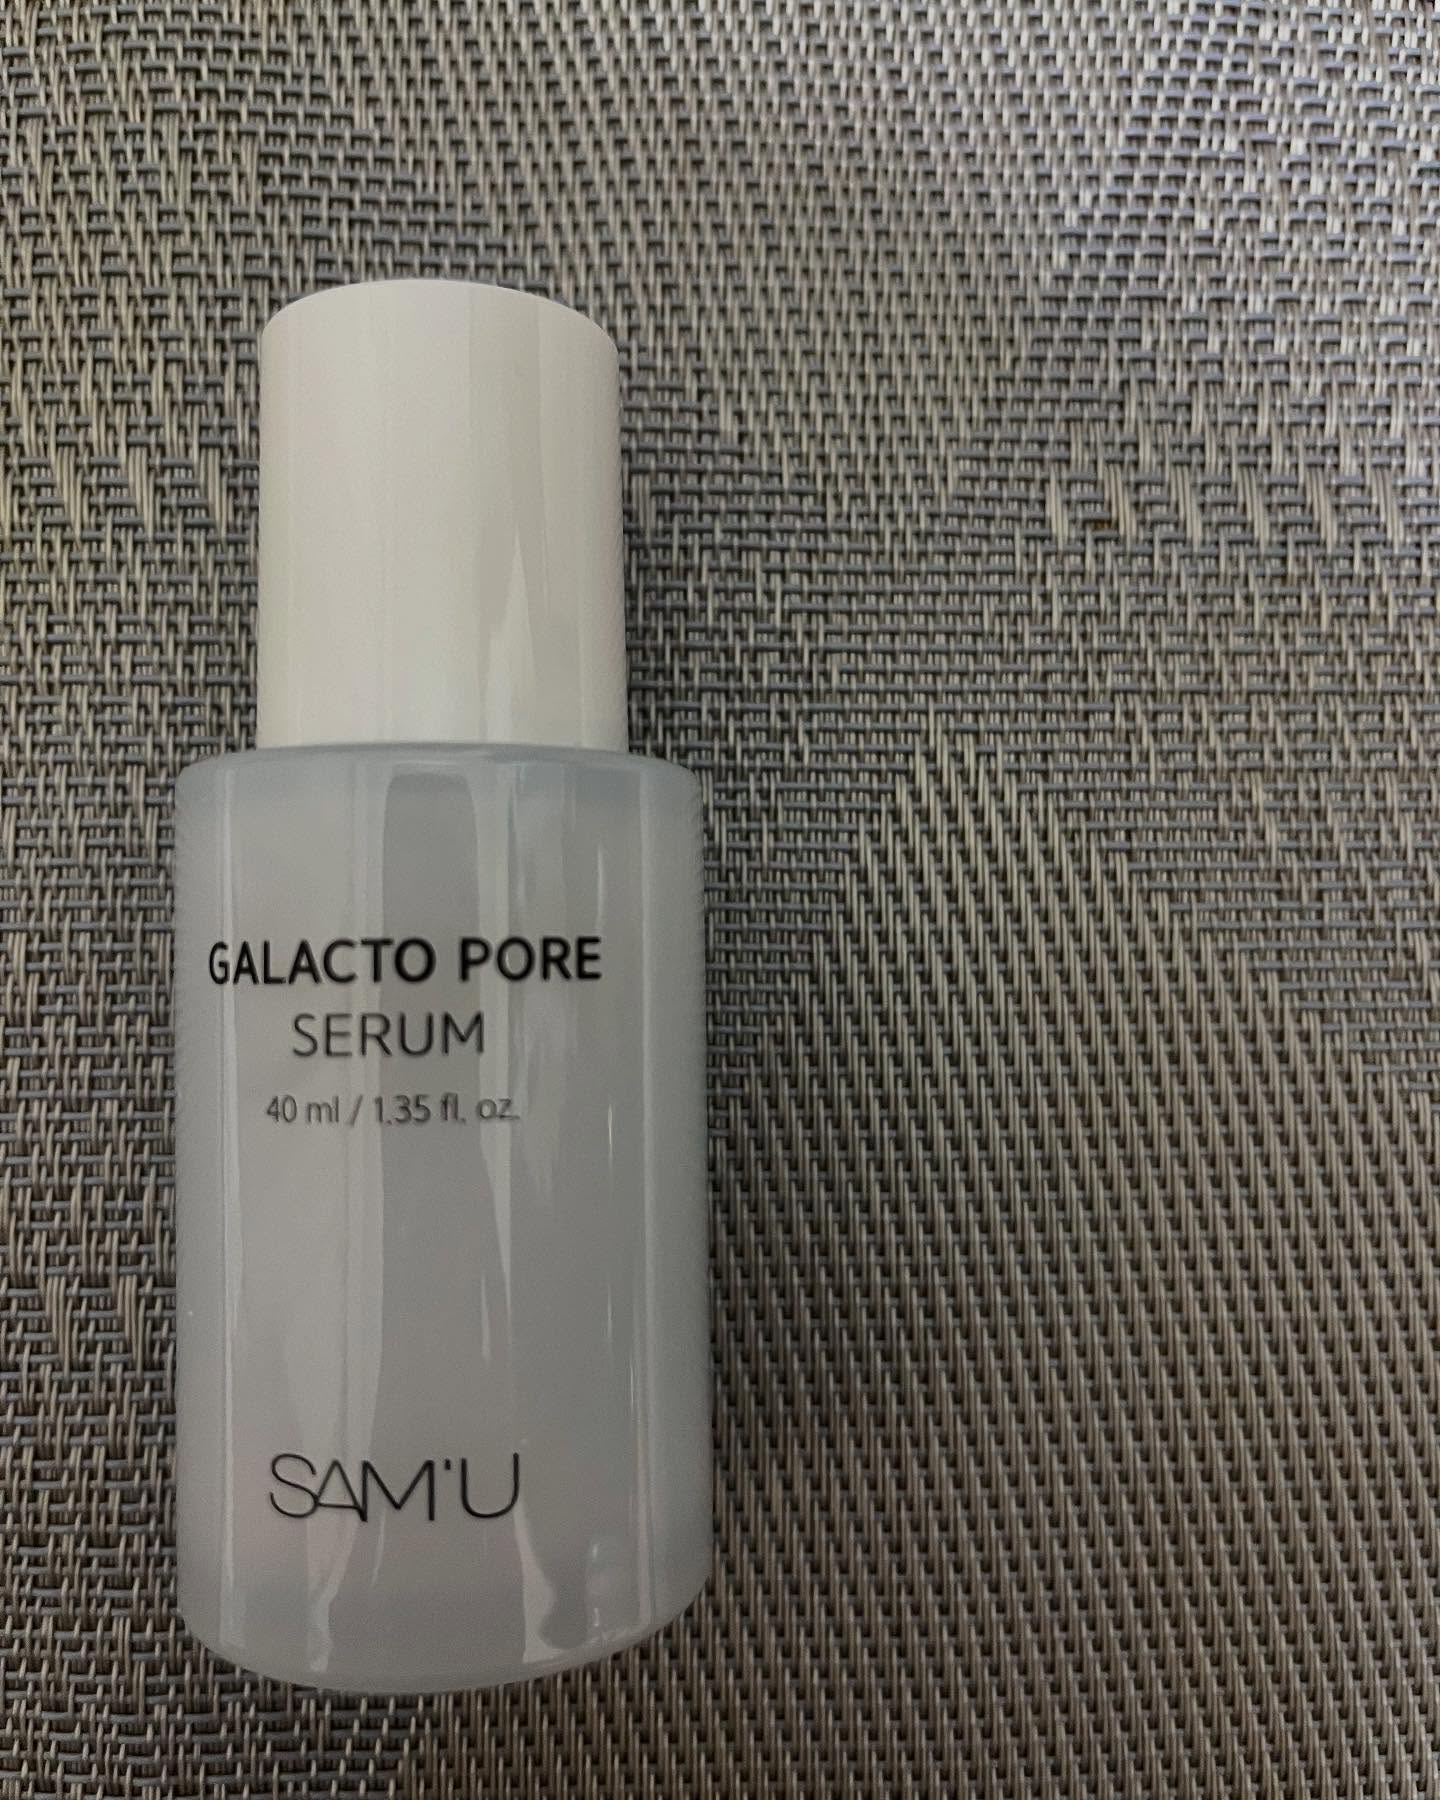 GALACTO PORE
SERUM
40 ml / 1.35 fl. oz.
SAM'U